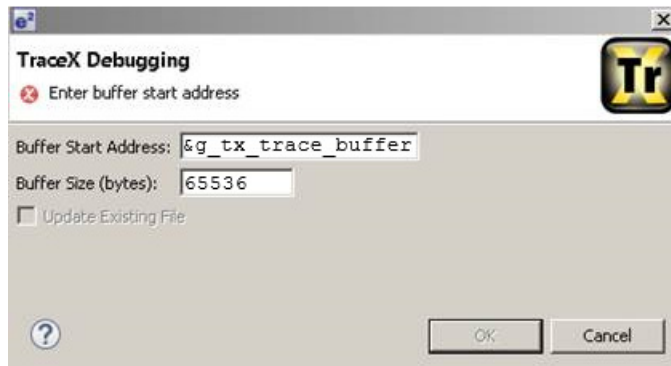 e²
X
TraceX Debugging
Enter buffer start address
Tr
Buffer Start Address: &g_tx_trace_buffer
Buffer Size (bytes): 65536
Update Existing File
?
OK
Cancel